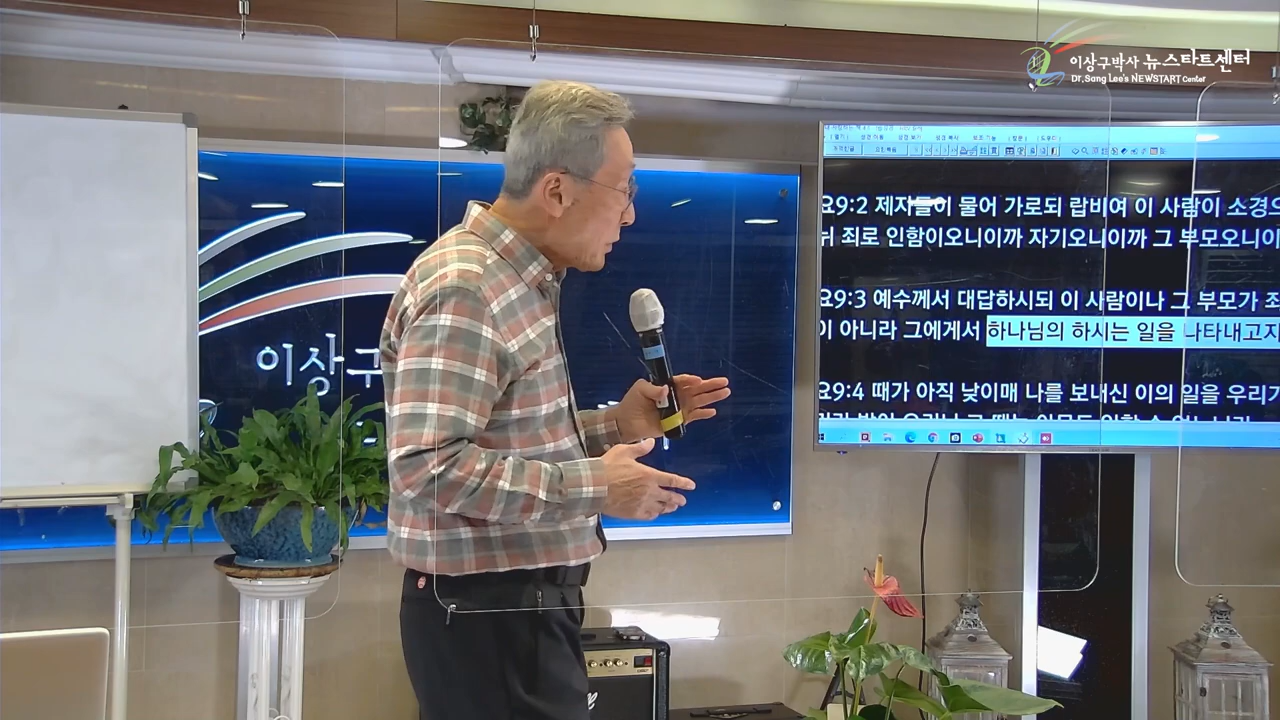 이상구박사 뉴스타트센터
Dr. Sang Lee's NEWSTART Center
이상구
요9:2 제자들이 물어 가로되 랍비여 이 사람이 소경으
뉘 죄로 인함이오니이까 자기오니이까 그 부모오니이
요9:3 예수께서 대답하시되 이 사람이나 그 부모가 죄
이 아니라 그에게서 하나님의 하시는 일을 나타내고자
요9:4 때가 아직 낮이매 나를 보내신 이의 일을 우리가